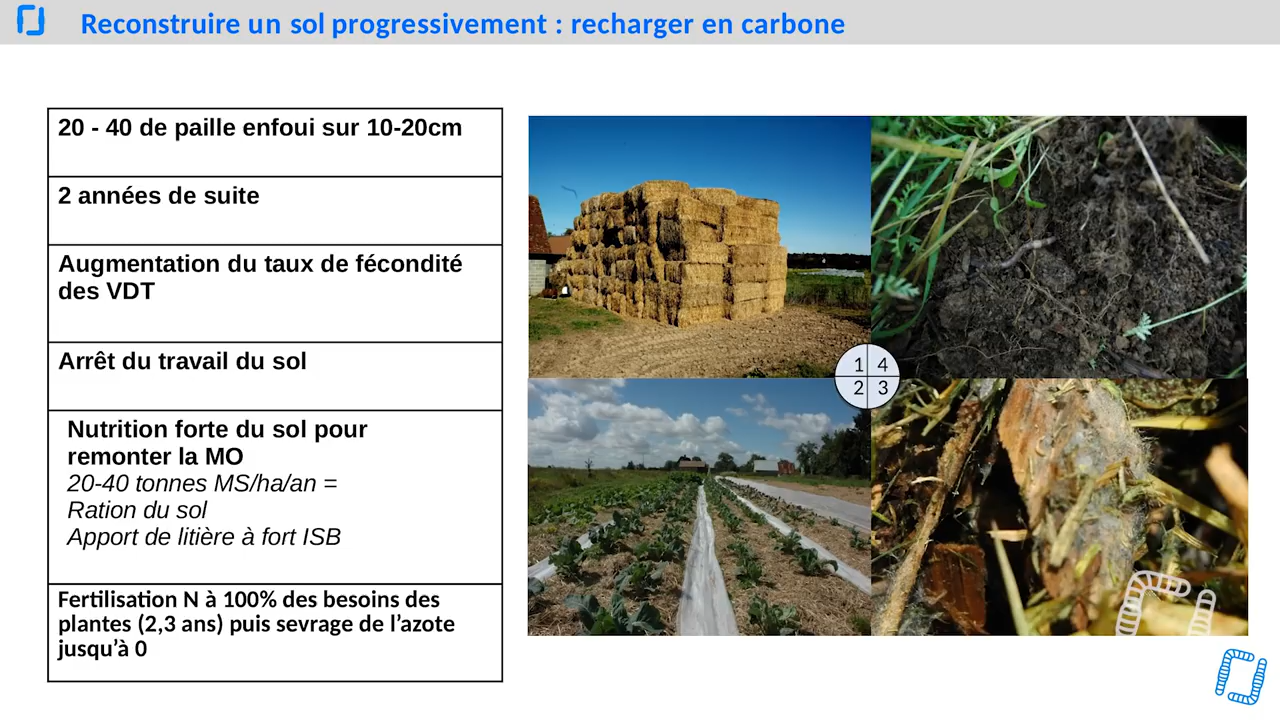 Reconstruire un sol progressivement : recharger en carbone
20 - 40 de paille enfoui sur 10-20cm
2 années de suite
Augmentation du taux de fécondité
des VDT
Arrêt du travail du sol
Nutrition forte du sol pour
remonter la MO
20-40 tonnes MS/ha/an =
Ration du sol
Apport de litière à fort ISB
Fertilisation N à 100% des besoins des
plantes (2,3 ans) puis sevrage de l’azote
jusqu’à 0
1 4
2 3